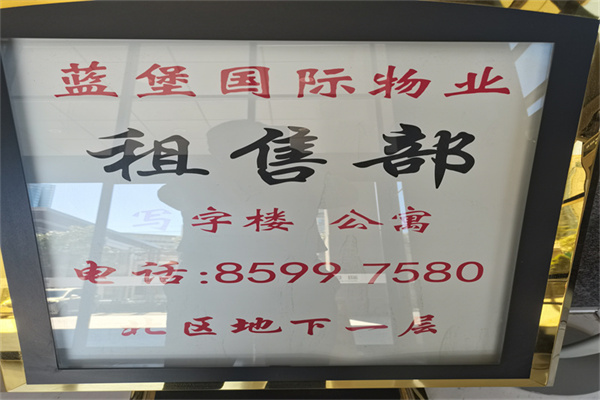 蓝堡国际物业
租售部
写字楼 公寓
电话:8599 7580
北区地下一层